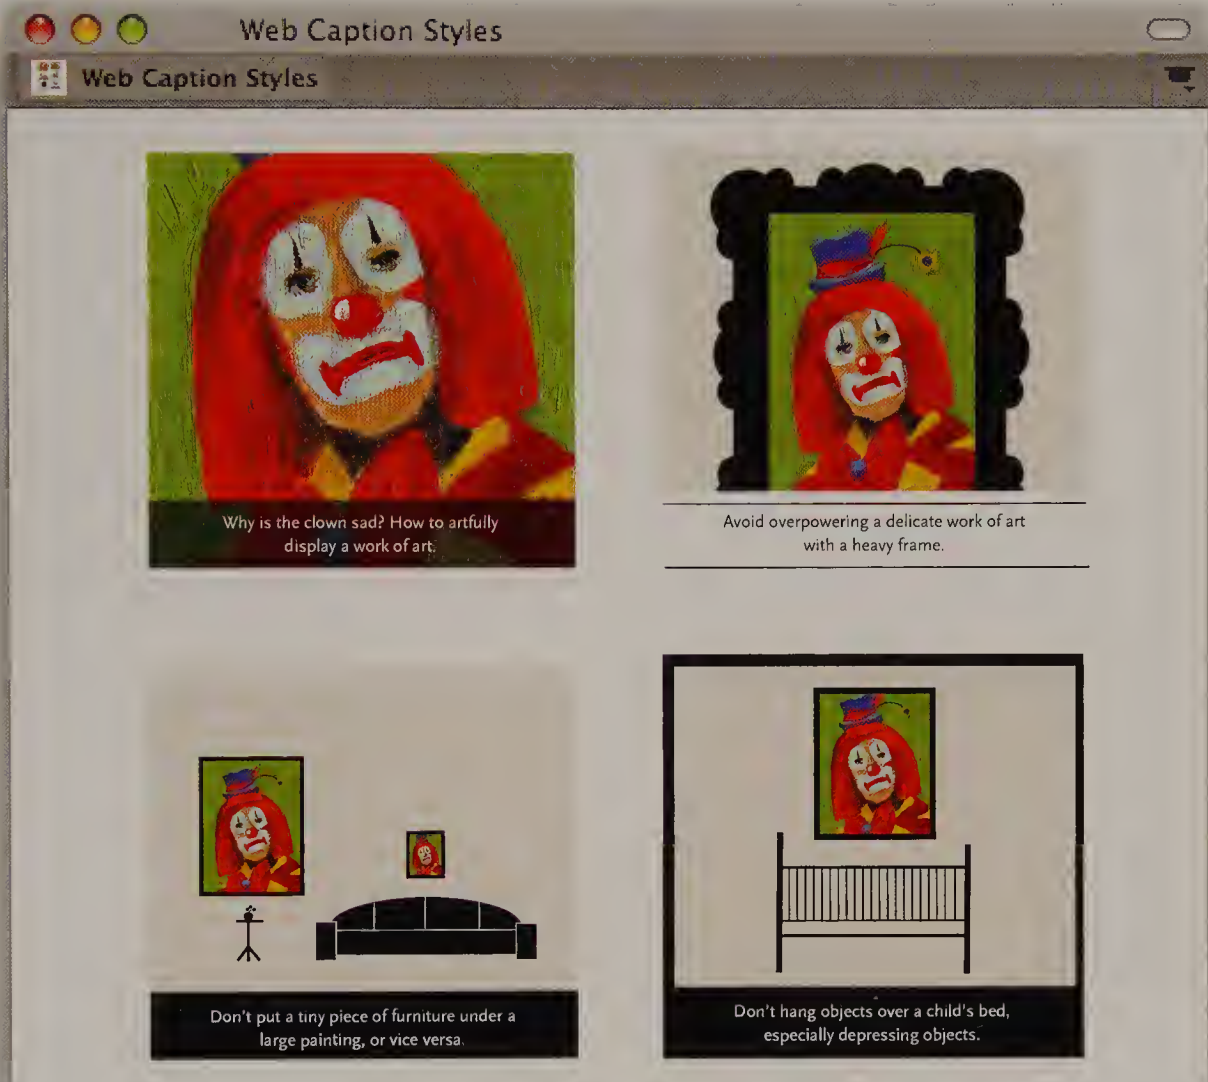 Web Caption Styles
Web Caption Styles
Why is the clown sad? How to artfully
display a work of art.
Avoid overpowering a delicate work of art
with a heavy frame.
Don't put a tiny piece of furniture under a
large painting, or vice versa.
Don't hang objects over a child's bed,
especially depressing objects.